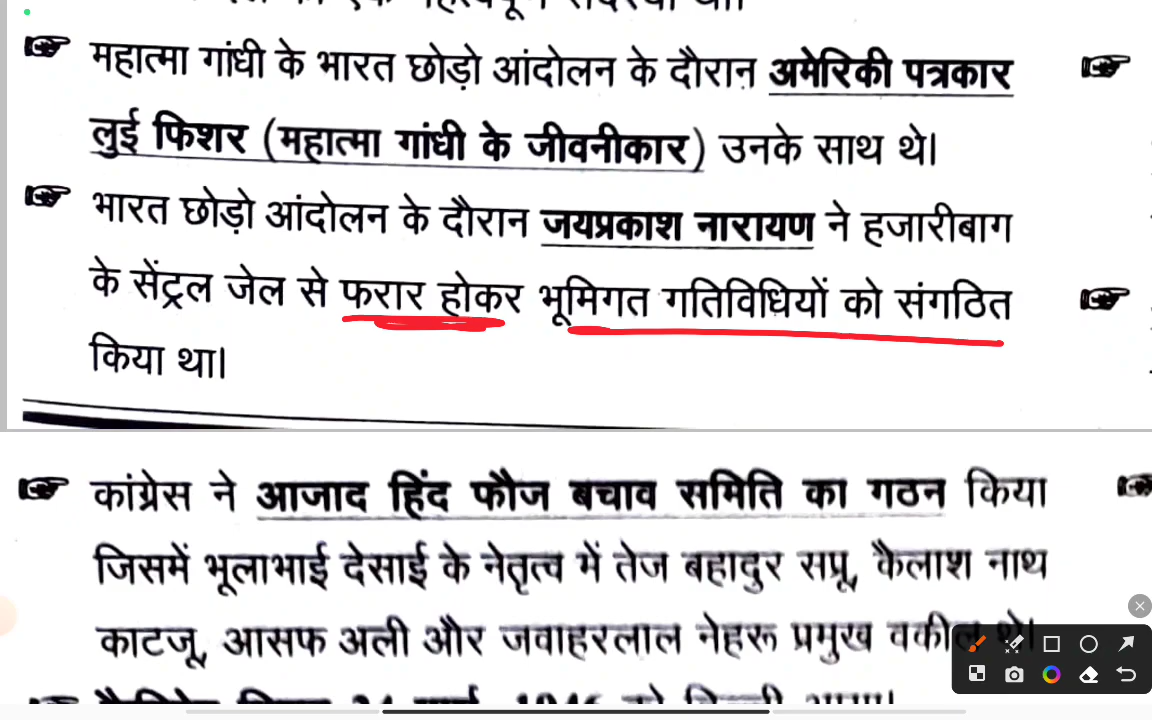 महात्मा गांधी के भारत छोड़ो आंदोलन के दौरान अमेरिकी पत्रकार
लुई फिशर (महात्मा गांधी के जीवनीकार) उनके साथ थे।
भारत छोड़ो आंदोलन के दौरान जयप्रकाश नारायण ने हजारीबाग
के सेंट्रल जेल से फरार होकर भूमिगत गतिविधियों को संगठित
किया था।
कांग्रेस ने आजाद हिंद फौज बचाव समिति का गठन किया
जिसमें भूलाभाई देसाई के नेतृत्व में तेज बहादुर सप्रू, कैलाश नाथ
काटजू, आसफ अली और जवाहरलाल नेहरू प्रमुख वकील थे।